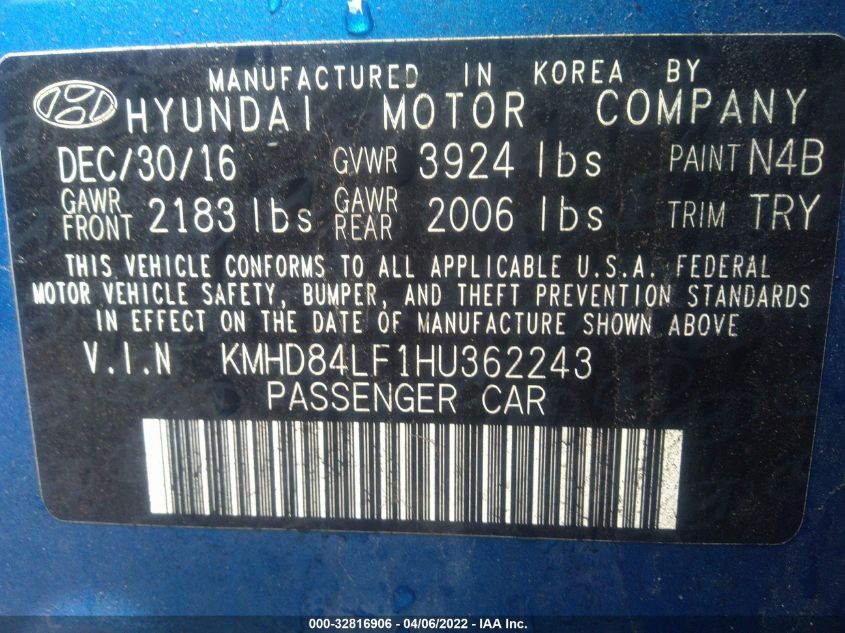 MANUFACTURED IN KOREA BY
HYUNDAI MOTOR COMPANY
DEC/30/16 GVWR 3924 lbs PAINT N4B
GAWR FRONT 2183 lbs GAWR REAR 2006 lbs TRIM TRY
THIS VEHICLE CONFORMS TO ALL APPLICABLE U.S.A. FEDERAL
MOTOR VEHICLE SAFETY, BUMPER, AND THEFT PREVENTION STANDARDS
IN EFFECT ON THE DATE OF MANUFACTURE SHOWN ABOVE.
V.I.N KMHD84LF1HU362243
PASSENGER CAR
000-32816906 - 04/06/2022 - IAA Inc.